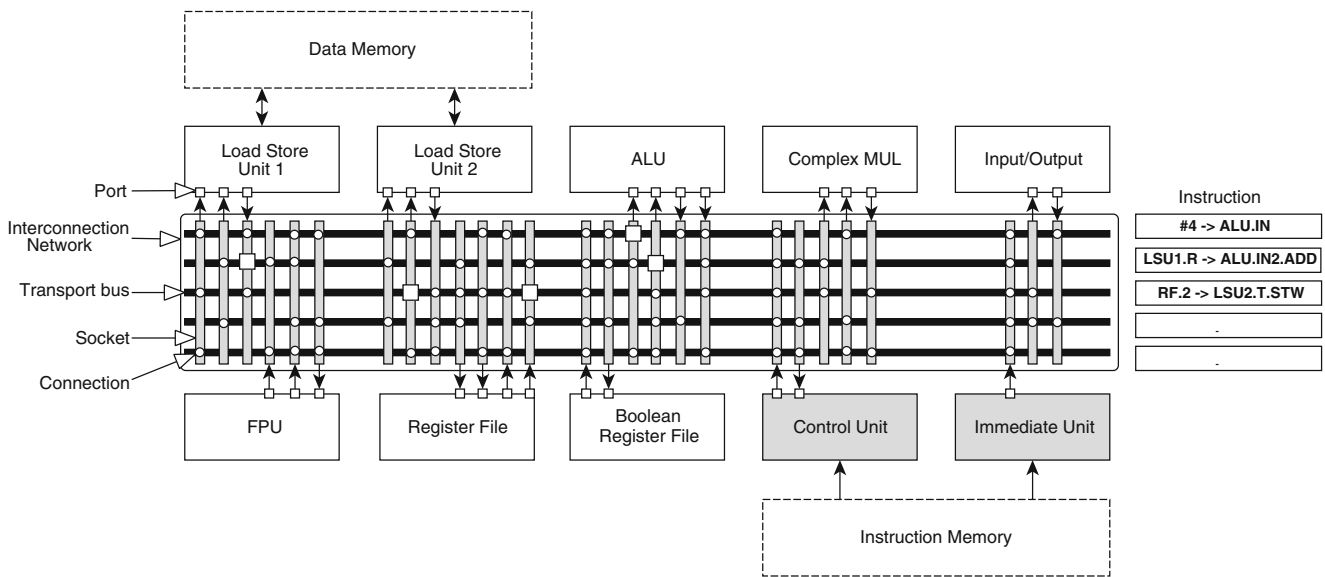 Data Memory
Load Store
Unit 1
Load Store
Unit 2
ALU
Complex MUL
Input/Output
Port
Interconnection
Network
Transport bus
Socket
Connection
Instruction
#4 -> ALU.IN
LSU1.R -> ALU.IN2.ADD
RF.2 -> LSU2.T.STW
-
-
FPU
Register File
Boolean
Register File
Control Unit
Immediate Unit
Instruction Memory